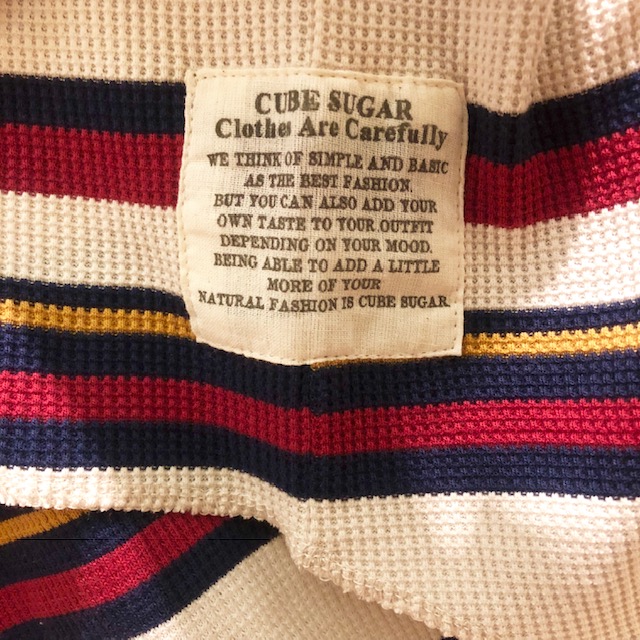 CUBE SUGAR
Clothes Are Carefully
WE THINK OF SIMPLE AND BASIC
AS THE BEST FASHION.
BUT YOU CAN ALSO ADD YOUR
OWN TASTE TO YOUR OUTFIT
DEPENDING ON YOUR MOOD.
BEING ABLE TO ADD A LITTLE
MORE OF YOUR
NATURAL FASHION IS CUBE SUGAR.